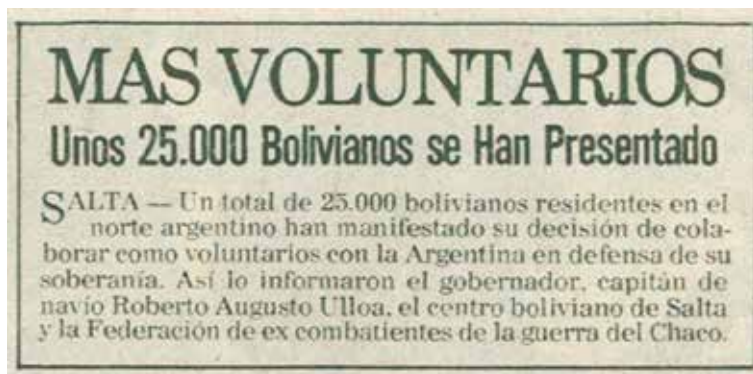 MAS VOLUNTARIOS
Unos 25.000 Bolivianos se Han Presentado
SALTA — Un total de 25.000 bolivianos residentes en el
norte argentino han manifestado su decisión de cola-
borar como voluntarios con la Argentina en defensa de su
soberanía. Así lo informaron el gobernador, capitán de
navío Roberto Augusto Ulloa, el centro boliviano de Salta
y la Federación de ex combatientes de la guerra del Chaco.